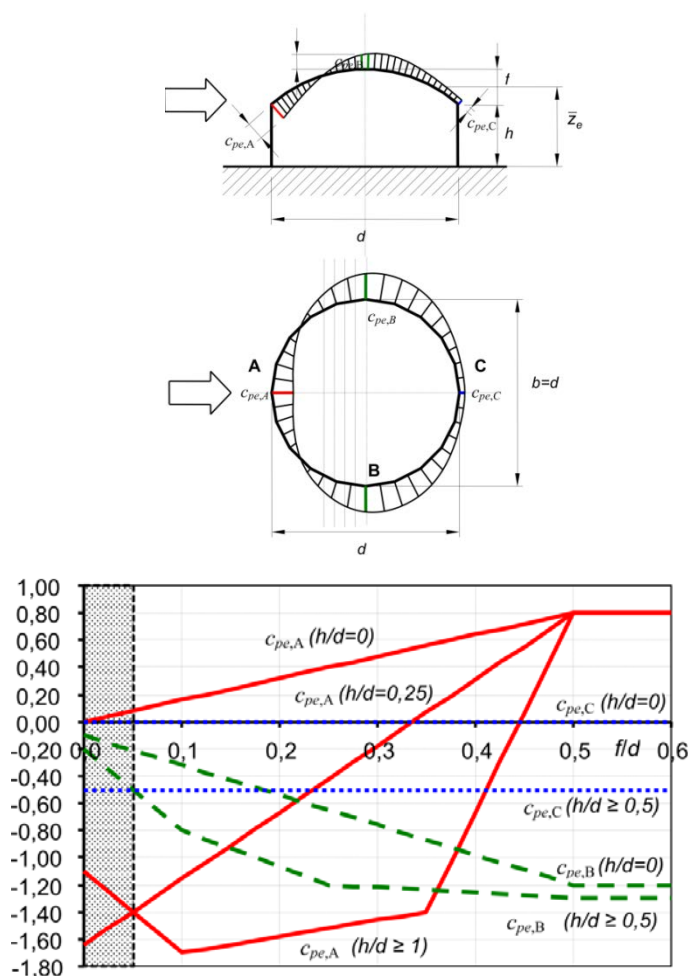 c_pe,B
f
c_pe,A
c_pe,C
h
z̄_e
d
c_pe,B
A
C
c_pe,A
c_pe,C
b=d
B
d
1,00
0,80
0,60
0,40
0,20
0,00
-0,20
-0,40
-0,60
-0,80
-1,00
-1,20
-1,40
-1,60
-1,80
c_pe,A (h/d=0)
c_pe,A (h/d=0,25)
c_pe,C (h/d=0)
0,0 0,1 0,2 0,3 0,4 0,5 f/d 0,6
c_pe,C (h/d ≥ 0,5)
c_pe,B (h/d=0)
c_pe,B (h/d ≥ 0,5)
c_pe,A (h/d ≥ 1)